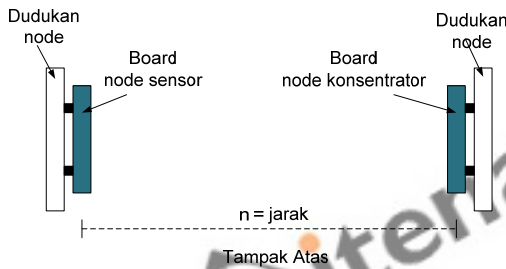 Dudukan
node
Board
node sensor
Board
node konsentrator
Dudukan
node
n = jarak
Tampak Atas